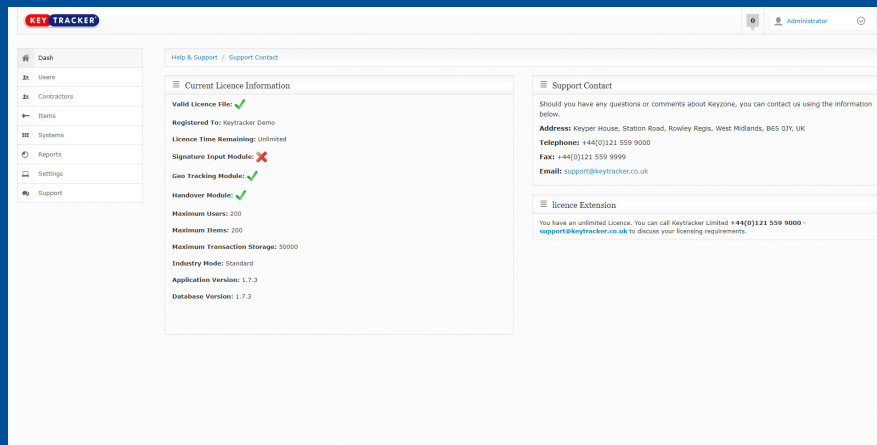 KEY TRACKER
0
Administrator
Dash
Users
Contractors
Items
Systems
Reports
Settings
Support
Help & Support / Support Contact
Current Licence Information
Valid Licence File:
Registered To: Keytracker Demo
Licence Time Remaining: Unlimited
Signature Input Module:
Geo Tracking Module:
Handover Module:
Maximum Users: 200
Maximum Items: 200
Maximum Transaction Storage: 50000
Industry Mode: Standard
Application Version: 1.7.3
Database Version: 1.7.3
Support Contact
Should you have any questions or comments about Keyzone, you can contact us using the information
below.
Address: Keyper House, Station Road, Rowley Regis, West Midlands, B65 0JY, UK
Telephone: +44(0)121 559 9000
Fax: +44(0)121 559 9999
Email: support@keytracker.co.uk
licence Extension
You have an unlimited Licence. You can call Keytracker Limited +44(0)121 559 9000 -
support@keytracker.co.uk to discuss your licensing requirements.